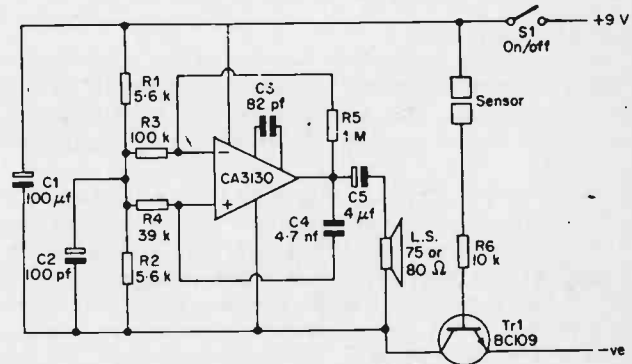 +9 V
S1
On/off
R1
5·6 k
C3
82 pf
R5
1 M
Sensor
R3
100 k
−
CA3130
+
C1
100 µf
R4
39 k
C5
4 µf
C4
4·7 nf
C2
100 pf
R2
5·6 k
L.S.
75 or
80 Ω
R6
10 k
Tr1
BC109
−ve